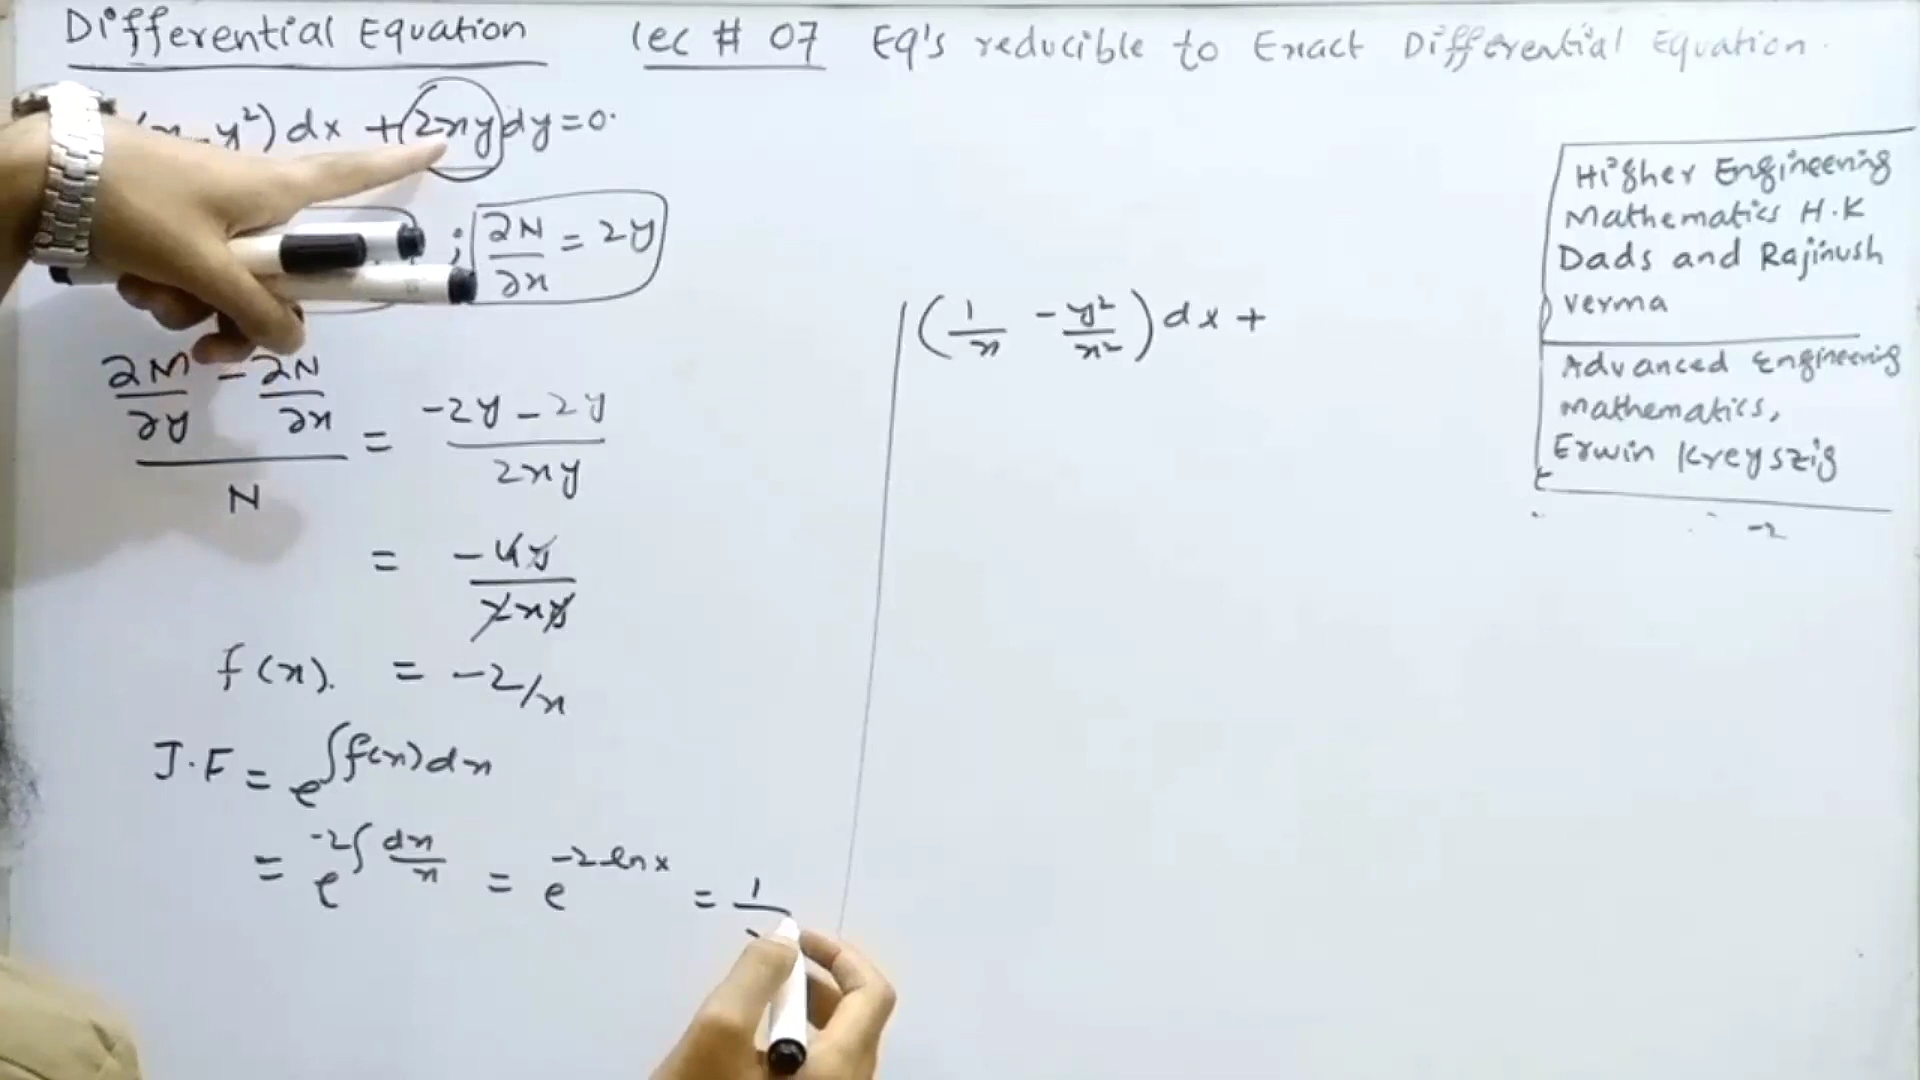 Differential Equation lec # 07 Eq's reducible to Exact Differential Equation.
y²) dx + (2xy) dy = 0.
; ∂N/∂x = 2y
(∂M/∂y − ∂N/∂x)/N = (-2y - 2y)/2xy
= -4y/2xy
f(x). = -2/x
I.F = e^∫f(x)dx
= e^-2∫dx/x = e^-2lnx = 1
(1/x - y²/x²) dx +
Higher Engineering
Mathematics H.K
Dads and Rajinush
Verma
Advanced Engineering
Mathematics,
Erwin Kreyszig
-2